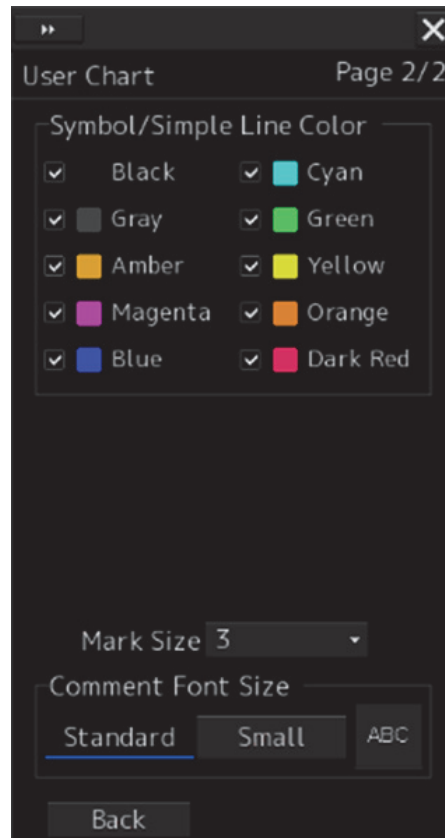 User Chart Page 2/2
Symbol/Simple Line Color
Black Cyan
Gray Green
Amber Yellow
Magenta Orange
Blue Dark Red
Mark Size 3
Comment Font Size
Standard Small ABC
Back